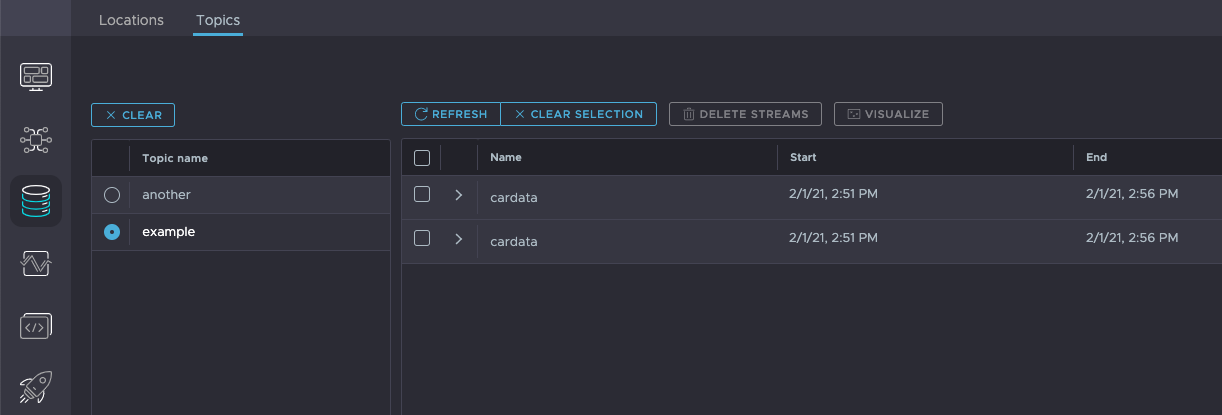 Locations Topics
CLEAR
REFRESH CLEAR SELECTION DELETE STREAMS VISUALIZE
Topic name
another
example
Name Start End
cardata 2/1/21, 2:51 PM 2/1/21, 2:56 PM
cardata 2/1/21, 2:51 PM 2/1/21, 2:56 PM